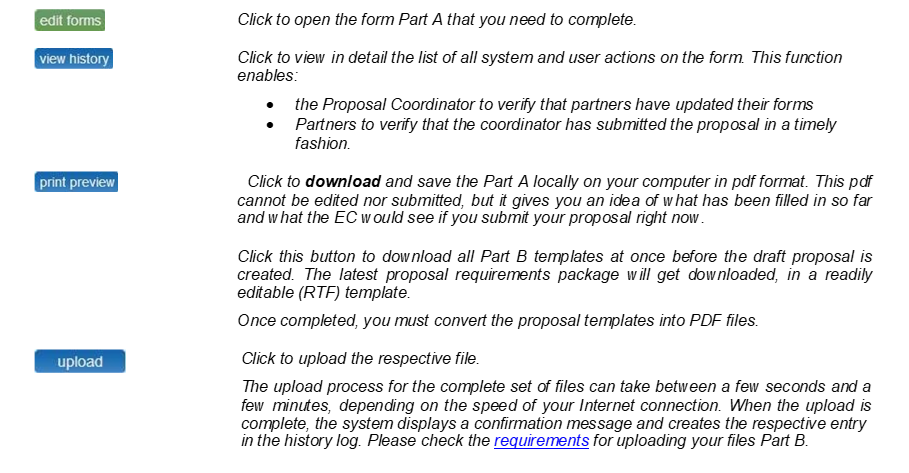 edit forms Click to open the form Part A that you need to complete.
view history Click to view in detail the list of all system and user actions on the form. This function
enables:
• the Proposal Coordinator to verify that partners have updated their forms
• Partners to verify that the coordinator has submitted the proposal in a timely
fashion.
print preview Click to download and save the Part A locally on your computer in pdf format. This pdf
cannot be edited nor submitted, but it gives you an idea of what has been filled in so far
and what the EC would see if you submit your proposal right now.
Click this button to download all Part B templates at once before the draft proposal is
created. The latest proposal requirements package will get downloaded, in a readily
editable (RTF) template.
Once completed, you must convert the proposal templates into PDF files.
upload Click to upload the respective file.
The upload process for the complete set of files can take between a few seconds and a
few minutes, depending on the speed of your Internet connection. When the upload is
complete, the system displays a confirmation message and creates the respective entry
in the history log. Please check the requirements for uploading your files Part B.